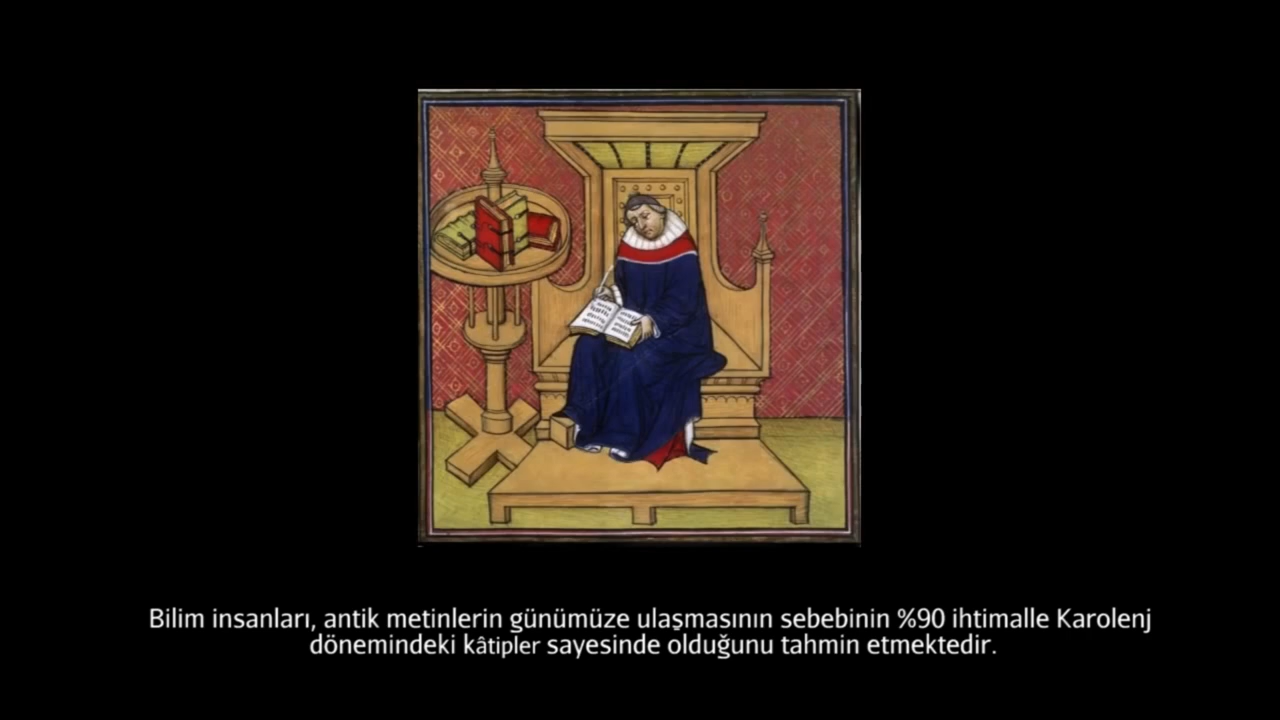 Bilim insanları, antik metinlerin günümüze ulaşmasının sebebinin %90 ihtimalle Karolenj
dönemindeki kâtipler sayesinde olduğunu tahmin etmektedir.